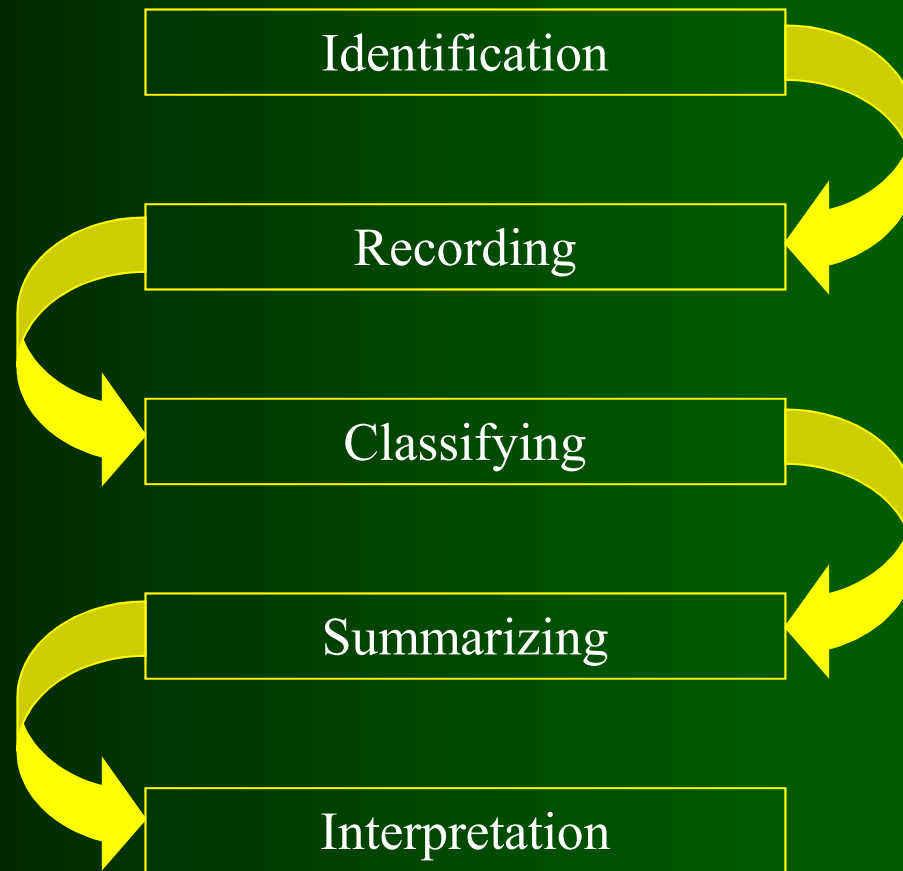 Identification
Recording
Classifying
Summarizing
Interpretation